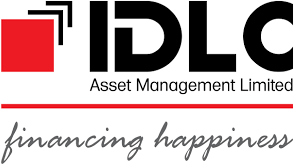 IDLC
Asset Management Limited
financing happiness